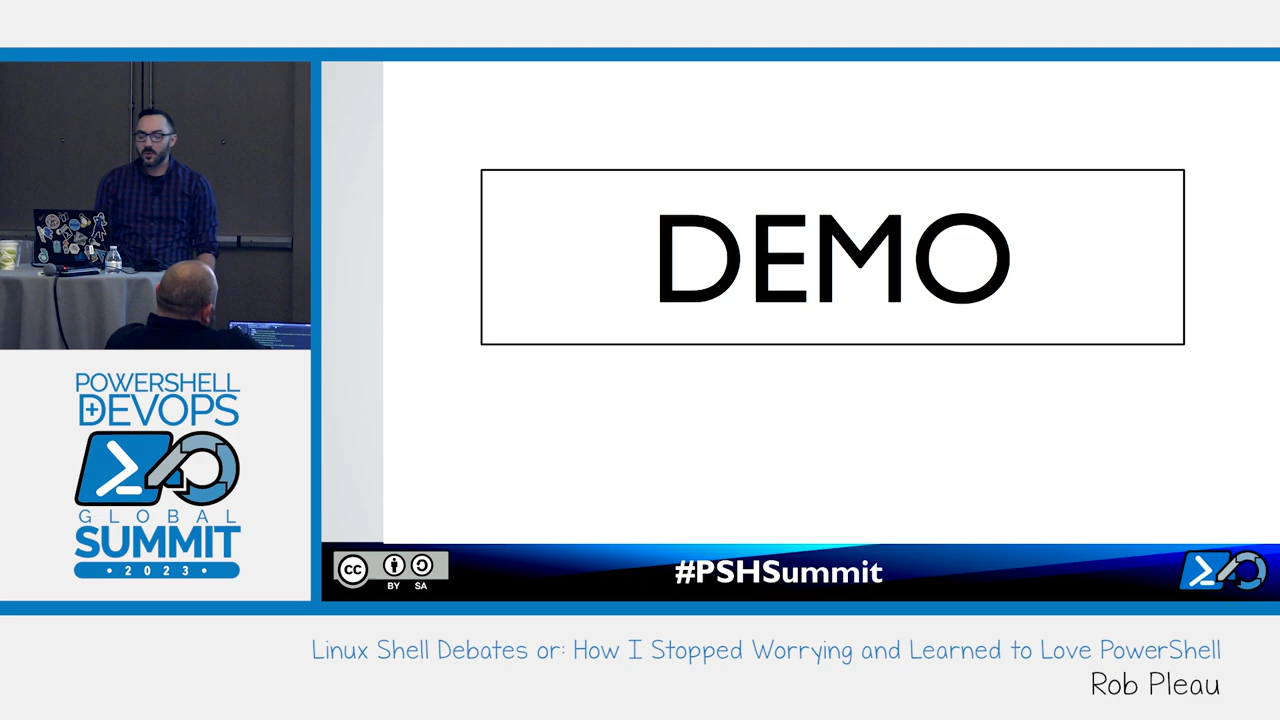 DEMO
POWERSHELL
+DEVOPS
GLOBAL
SUMMIT
• 2023 •
cc
BY SA
#PSHSummit
Linux Shell Debates or: How I Stopped Worrying and Learned to Love PowerShell
Rob Pleau